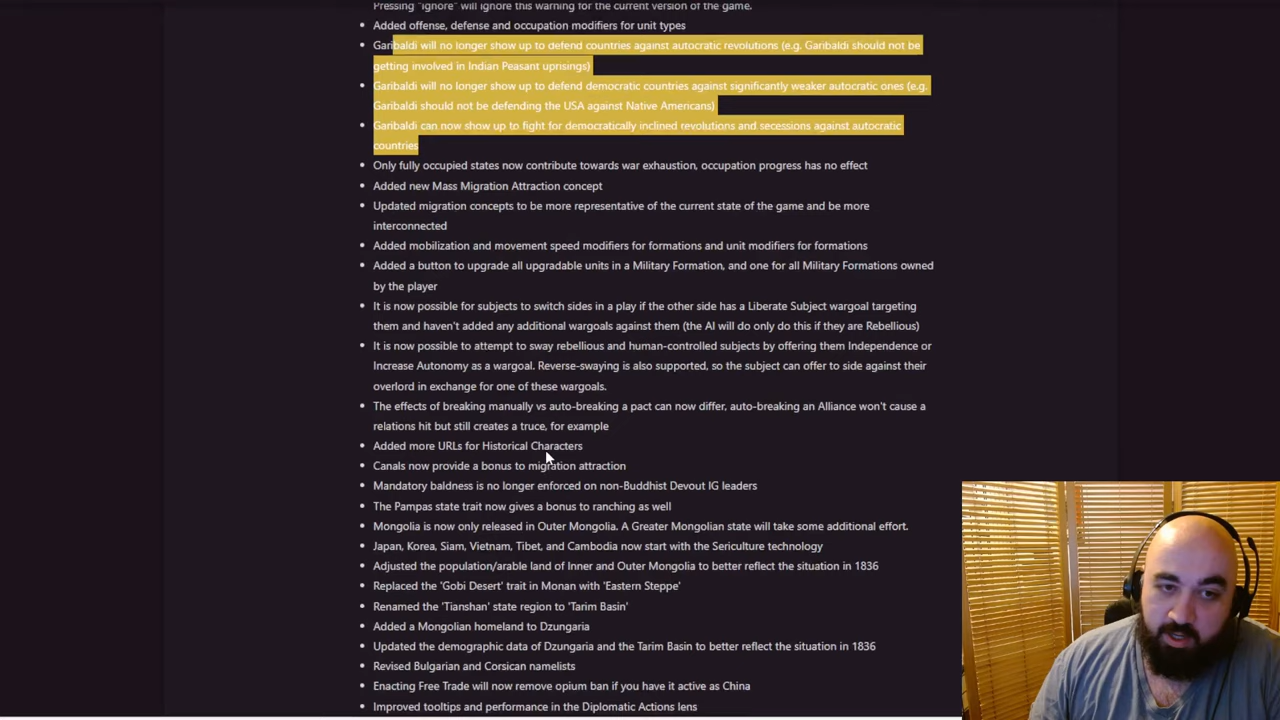 Pressing "Ignore" will ignore this warning for the current version of the game.
Added offense, defense and occupation modifiers for unit types
Garibaldi will no longer show up to defend countries against autocratic revolutions (e.g. Garibaldi should not be
getting involved in Indian Peasant uprisings)
Garibaldi will no longer show up to defend democratic countries against significantly weaker autocratic ones (e.g.
Garibaldi should not be defending the USA against Native Americans)
Garibaldi can now show up to fight for democratically inclined revolutions and secessions against autocratic
countries
Only fully occupied states now contribute towards war exhaustion, occupation progress has no effect
Added new Mass Migration Attraction concept
Updated migration concepts to be more representative of the current state of the game and be more
interconnected
Added mobilization and movement speed modifiers for formations and unit modifiers for formations
Added a button to upgrade all upgradable units in a Military Formation, and one for all Military Formations owned
by the player
It is now possible for subjects to switch sides in a play if the other side has a Liberate Subject wargoal targeting
them and haven't added any additional wargoals against them (the AI will do only do this if they are Rebellious)
It is now possible to attempt to sway rebellious and human-controlled subjects by offering them Independence or
Increase Autonomy as a wargoal. Reverse-swaying is also supported, so the subject can offer to side against their
overlord in exchange for one of these wargoals.
The effects of breaking manually vs auto-breaking a pact can now differ, auto-breaking an Alliance won't cause a
relations hit but still creates a truce, for example
Added more URLs for Historical Characters
Canals now provide a bonus to migration attraction
Mandatory baldness is no longer enforced on non-Buddhist Devout IG leaders
The Pampas state trait now gives a bonus to ranching as well
Mongolia is now only released in Outer Mongolia. A Greater Mongolian state will take some additional effort.
Japan, Korea, Siam, Vietnam, Tibet, and Cambodia now start with the Sericulture technology
Adjusted the population/arable land of Inner and Outer Mongolia to better reflect the situation in 1836
Replaced the 'Gobi Desert' trait in Monan with 'Eastern Steppe'
Renamed the 'Tianshan' state region to 'Tarim Basin'
Added a Mongolian homeland to Dzungaria
Updated the demographic data of Dzungaria and the Tarim Basin to better reflect the situation in 1836
Revised Bulgarian and Corsican namelists
Enacting Free Trade will now remove opium ban if you have it active as China
Improved tooltips and performance in the Diplomatic Actions lens